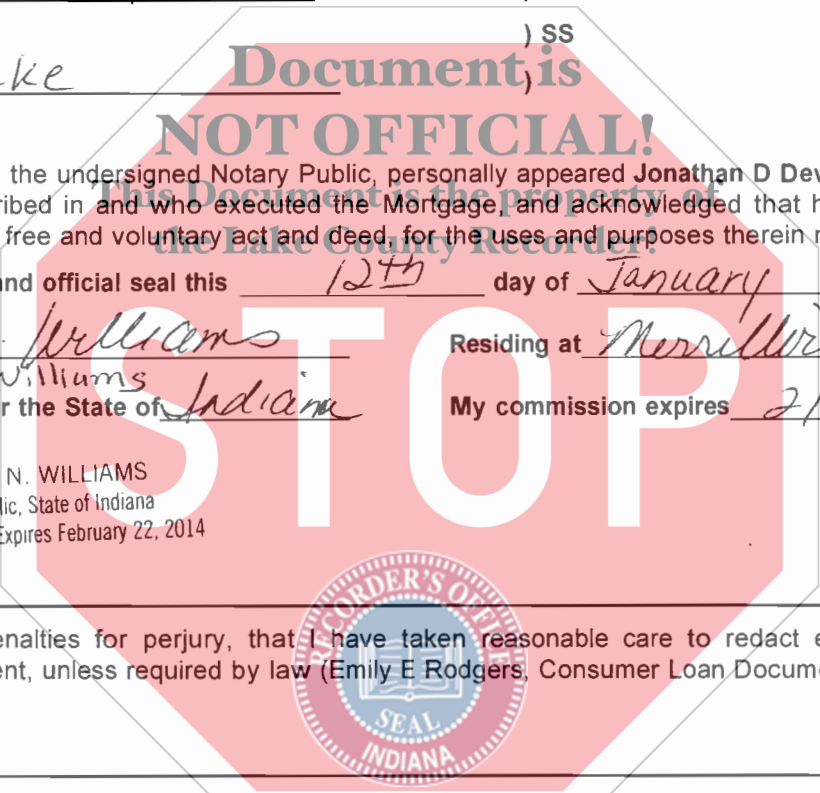 ) SS
ke
)
Document is
NOT OFFICIAL!
the undersigned Notary Public, personally appeared Jonathan D Dev
This Document is the property of
ribed in and who executed the Mortgage, and acknowledged that h
free and voluntary act and deed, for the uses and purposes therein
the Lake County Recorder!
and official seal this 12th day of January
Williams Residing at Merrillvi
Williams
r the State of Indiana My commission expires 2/
STOP
N. WILLIAMS
lic, State of Indiana
Expires February 22, 2014
RECORDER'S OFFICE
enalties for perjury, that I have taken reasonable care to redact e
ent, unless required by law (Emily E Rodgers, Consumer Loan Docume
SEAL
INDIANA